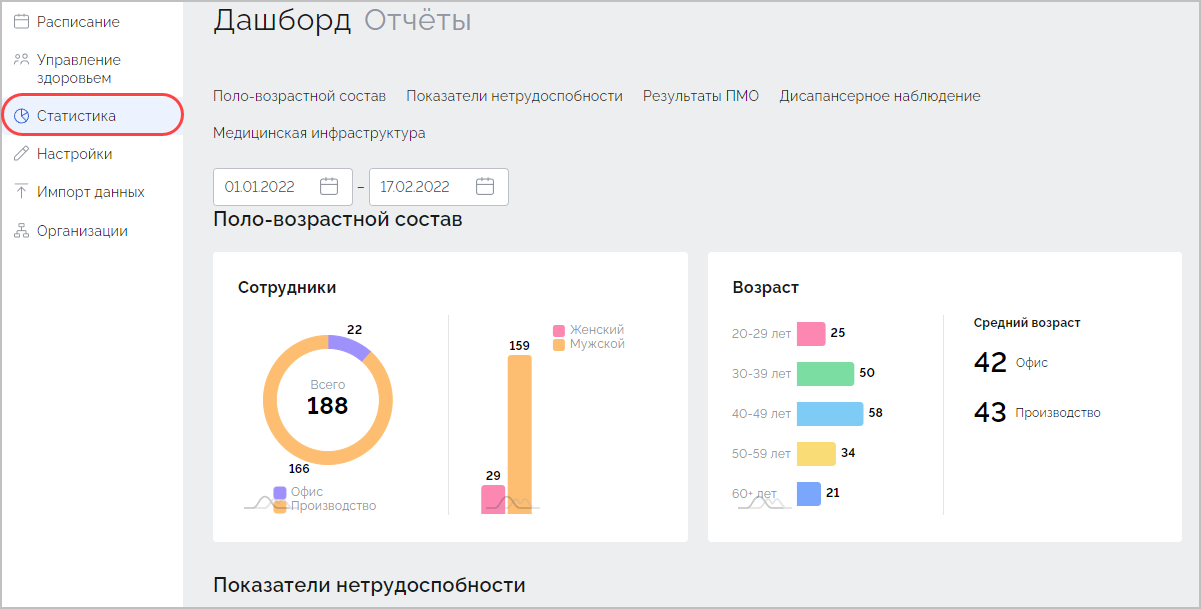 Расписание
Управление
здоровьем
Статистика
Настройки
Импорт данных
Организации
Дашборд Отчёты
Поло-возрастной состав Показатели нетрудоспобности Результаты ПМО Дисапансерное наблюдение
Медицинская инфраструктура
01.01.2022 – 17.02.2022
Поло-возрастной состав
Сотрудники
22
Всего
188
166
Офис
Производство
Женский
Мужской
159
29
Возраст
20-29 лет 25
30-39 лет 50
40-49 лет 58
50-59 лет 34
60+ лет 21
Средний возраст
42 Офис
43 Производство
Показатели нетрудоспобности